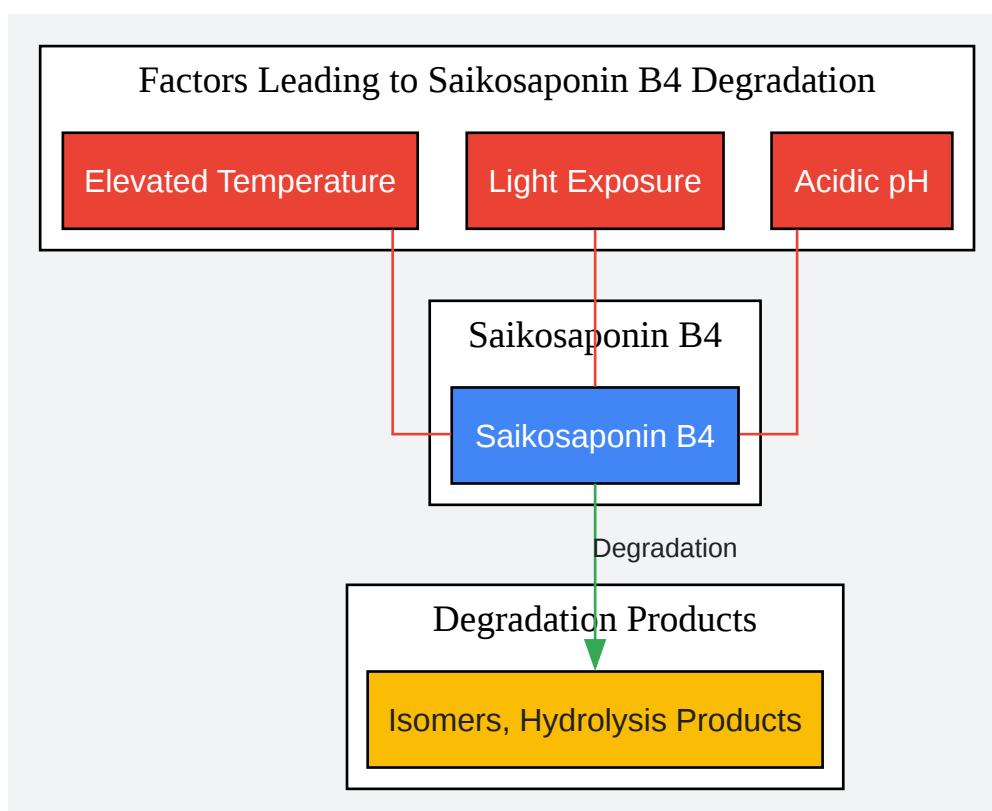 Factors Leading to Saikosaponin B4 Degradation
Elevated Temperature
Light Exposure
Acidic pH
Saikosaponin B4
Saikosaponin B4
Degradation
Degradation Products
Isomers, Hydrolysis Products